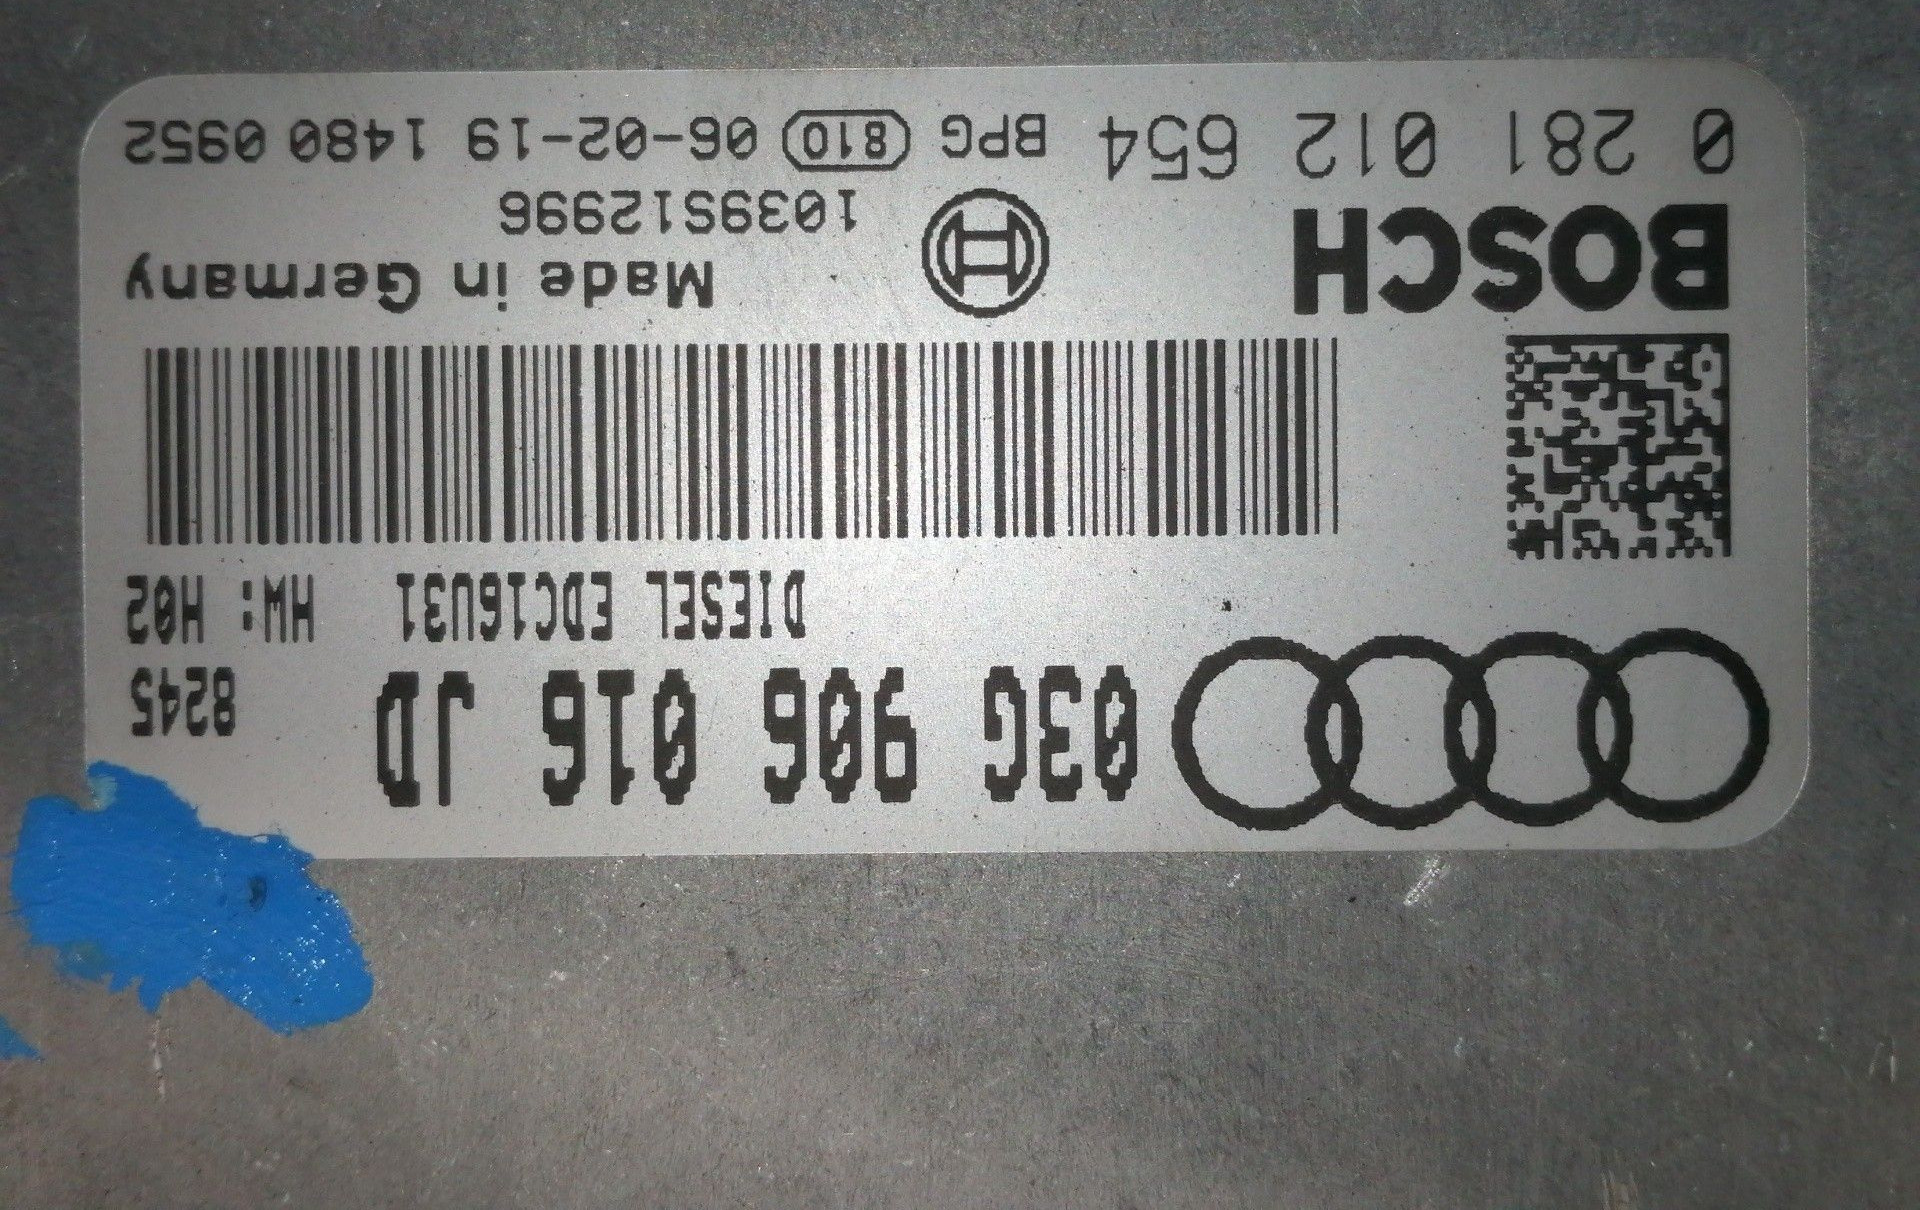 03G 906 016 JD 8245
DIESEL EDC16U31 HW: H02
BOSCH Made in Germany
1039S12996
0 281 012 654 BPG 810 06-02-19 1480 0952